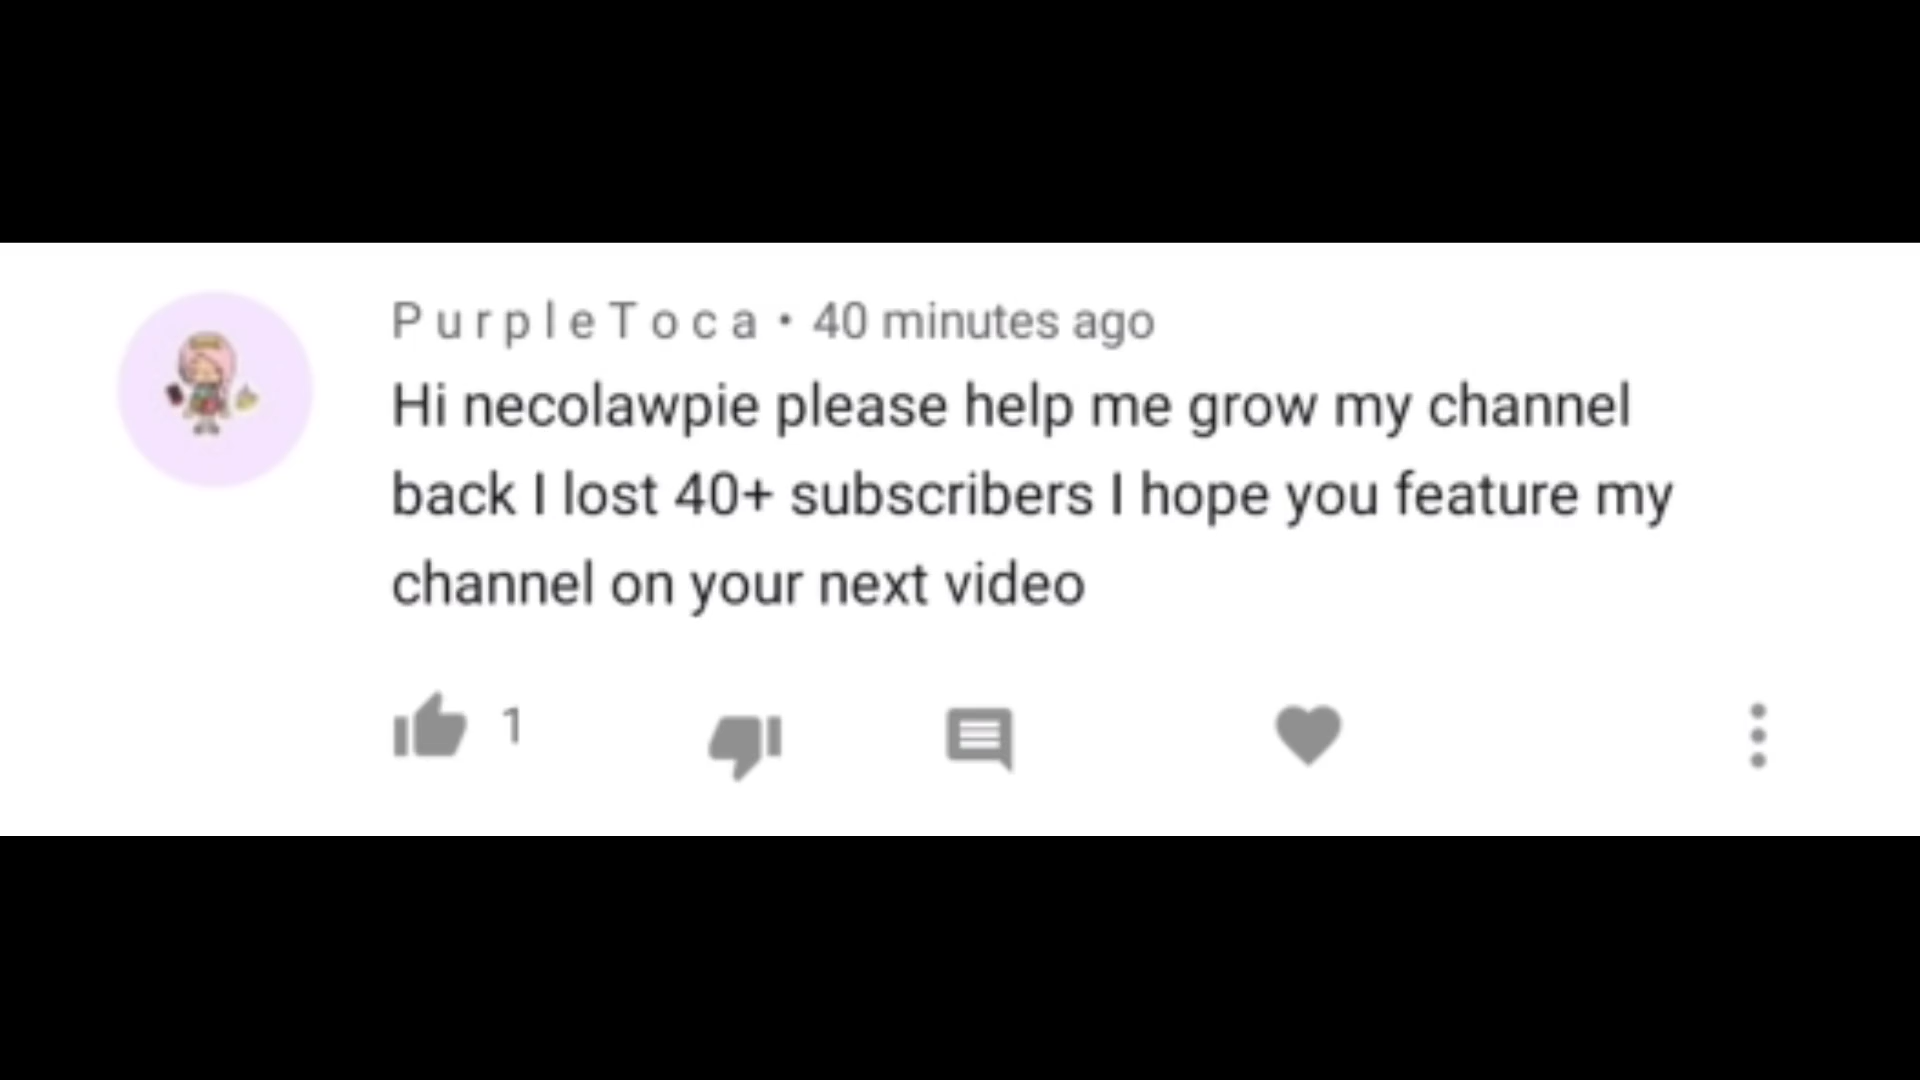 P u r p l e T o c a • 40 minutes ago
Hi necolawpie please help me grow my channel
back I lost 40+ subscribers I hope you feature my
channel on your next video
1